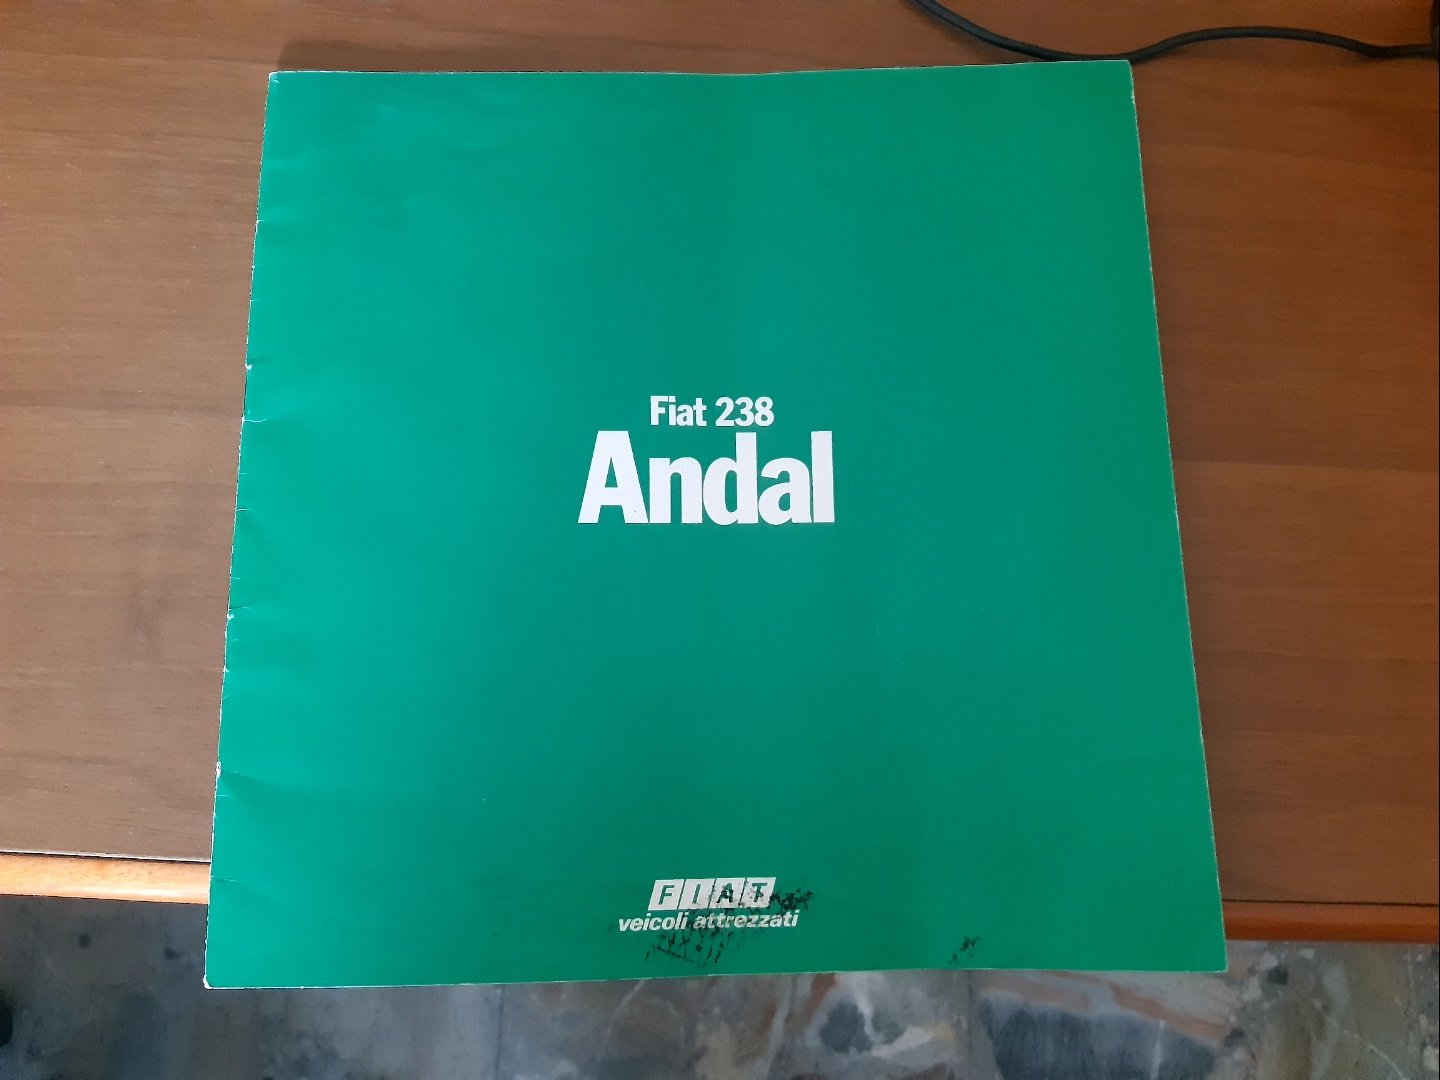 Fiat 238
Andal
FIAT
veicoli attrezzati